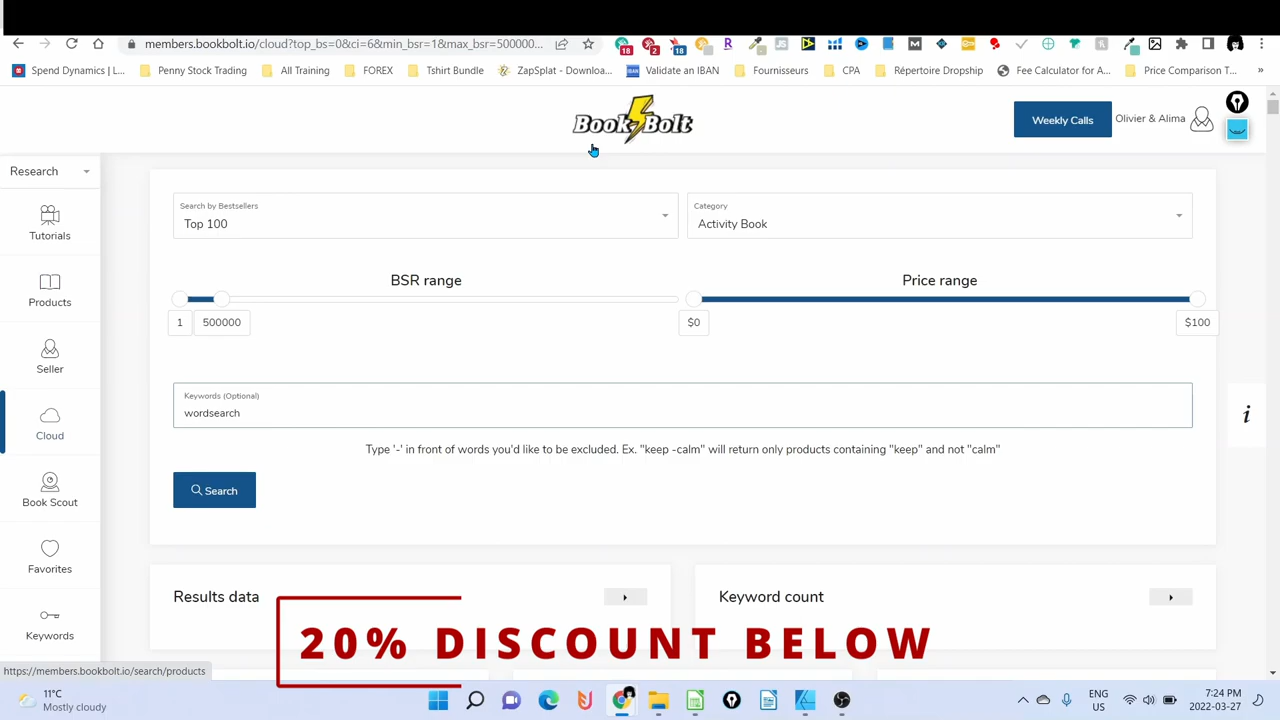 members.bookbolt.io/cloud?top_bs=0&ci=6&min_bsr=1&max_bsr=500000...
18
2
18
Spend Dynamics | L...
Penny Stock Trading
All Training
FOREX
Tshirt Bundle
ZapSplat - Downloa...
IBAN
Validate an IBAN
Fournisseurs
CPA
Répertoire Dropship
Fee Calculator for A...
Price Comparison T...
»
Book Bolt
Weekly Calls
Olivier & Alima
Research
Tutorials
Products
Seller
Cloud
Book Scout
Favorites
Keywords
Search by Bestsellers
Top 100
Category
Activity Book
BSR range
Price range
1
500000
$0
$100
Keywords (Optional)
wordsearch
i
Type '-' in front of words you'd like to be excluded. Ex. "keep -calm" will return only products containing "keep" and not "calm"
Search
Results data
Keyword count
20% DISCOUNT BELOW
https://members.bookbolt.io/search/products
11°C
Mostly cloudy
ENG
US
7:24 PM
2022-03-27